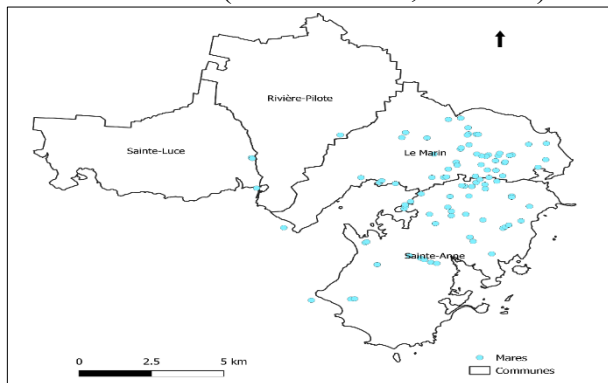 Rivière-Pilote
Sainte-Luce
Le Marin
Sainte-Anne
0 2.5 5 km
Mares
Communes